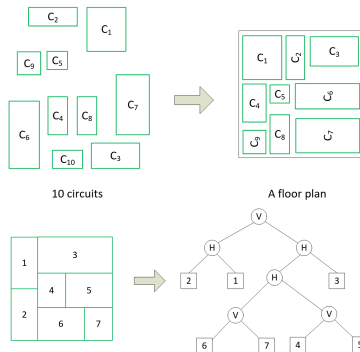 C2
C1
C9
C5
C6
C4
C8
C7
C10
C3
C1
C2
C3
C4
C5
C6
C9
C8
C7
10 circuits
A floor plan
1
3
4
5
2
6
7
V
H
H
2
1
H
3
V
V
6
7
4
5